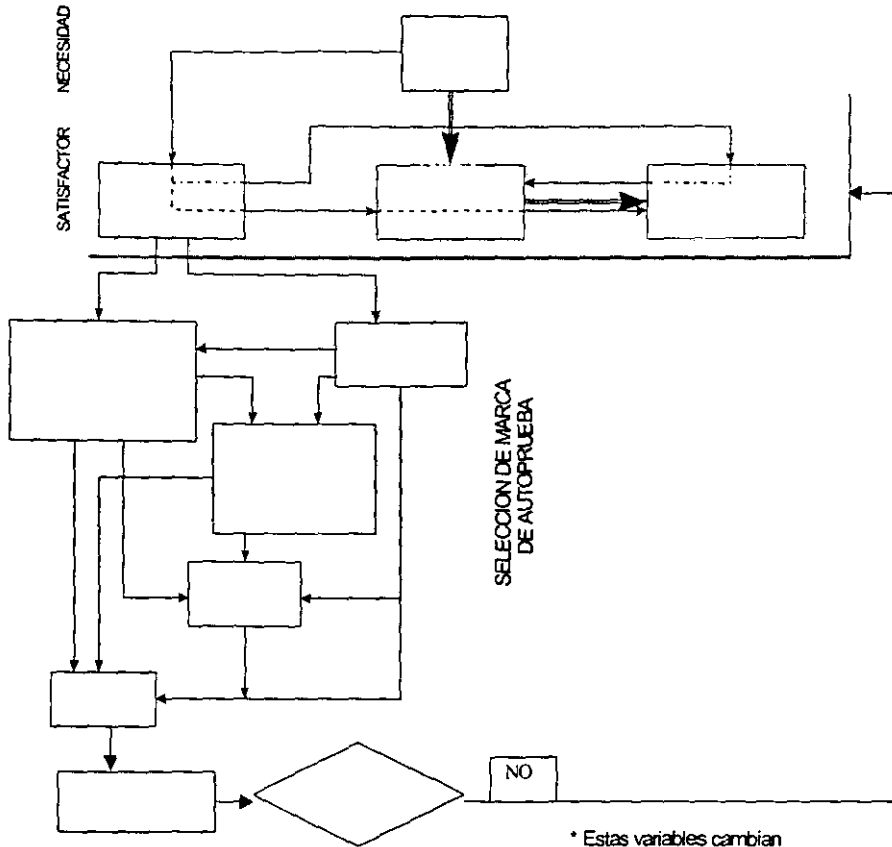 NECESIDAD
SATISFACTOR
SELECCION DE MARCA
DE AUTOPRUEBA
NO
* Estas variables cambian